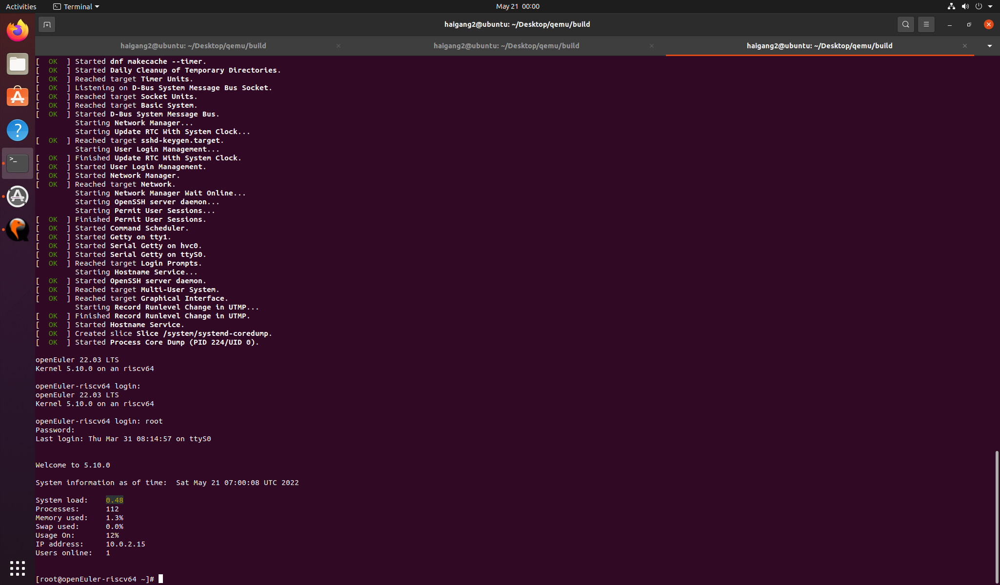 Activities Terminal May 21 00:00
haigang2@ubuntu: ~/Desktop/qemu/build
haigang2@ubuntu: ~/Desktop/qemu/build haigang2@ubuntu: ~/Desktop/qemu/build haigang2@ubuntu: ~/Desktop/qemu/build
[  OK  ] Started dnf makecache --timer.
[  OK  ] Started Daily Cleanup of Temporary Directories.
[  OK  ] Reached target Timer Units.
[  OK  ] Listening on D-Bus System Message Bus Socket.
[  OK  ] Reached target Socket Units.
[  OK  ] Reached target Basic System.
[  OK  ] Started D-Bus System Message Bus.
         Starting Network Manager...
         Starting Update RTC With System Clock...
[  OK  ] Reached target sshd-keygen.target.
         Starting User Login Management...
[  OK  ] Finished Update RTC With System Clock.
[  OK  ] Started User Login Management.
[  OK  ] Started Network Manager.
[  OK  ] Reached target Network.
         Starting Network Manager Wait Online...
         Starting OpenSSH server daemon...
         Starting Permit User Sessions...
[  OK  ] Finished Permit User Sessions.
[  OK  ] Started Command Scheduler.
[  OK  ] Started Getty on tty1.
[  OK  ] Started Serial Getty on hvc0.
[  OK  ] Started Serial Getty on ttyS0.
[  OK  ] Reached target Login Prompts.
         Starting Hostname Service...
[  OK  ] Started OpenSSH server daemon.
[  OK  ] Reached target Multi-User System.
[  OK  ] Reached target Graphical Interface.
         Starting Record Runlevel Change in UTMP...
[  OK  ] Finished Record Runlevel Change in UTMP.
[  OK  ] Started Hostname Service.
[  OK  ] Created slice Slice /system/systemd-coredump.
[  OK  ] Started Process Core Dump (PID 224/UID 0).
openEuler 22.03 LTS
Kernel 5.10.0 on an riscv64
openEuler-riscv64 login:
openEuler 22.03 LTS
Kernel 5.10.0 on an riscv64
openEuler-riscv64 login: root
Password:
Last login: Thu Mar 31 08:14:57 on ttyS0
Welcome to 5.10.0
System information as of time:  Sat May 21 07:00:08 UTC 2022
System load:    0.48
Processes:      112
Memory used:    1.3%
Swap used:      0.0%
Usage On:       12%
IP address:     10.0.2.15
Users online:   1
[root@openEuler-riscv64 ~]#